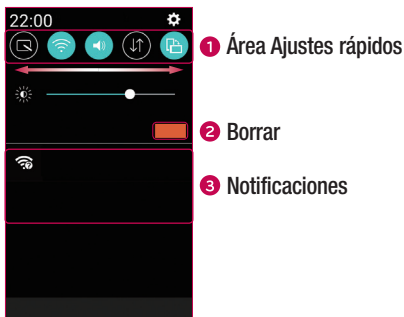 22:00
1 Área Ajustes rápidos
2 Borrar
3 Notificaciones